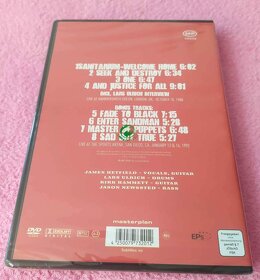 1SANITARIUM-WELCOME HOME 6:02
2 SEEK AND DESTROY 6:34
3 ONE 6:47
4 AND JUSTICE FOR ALL 9:01
INCL. LARS ULRICH INTERVIEW
LIVE AT HAMMERSMITH ODEON, LONDON, UK, OCTOBER 10, 1988
BONUS TRACKS:
5 FADE TO BLACK 7:15
6 ENTER SANDMAN 5:28
7 MASTER PUPPETS 6:48
8 SAD TRUE 5:27
LIVE AT THE SPORTS ARENA, SAN DIEGO, CA, JANUARY 13 & 14, 1992
JAMES HETFIELD - VOCALS, GUITAR
LARS ULRICH - DRUMS
KIRK HAMMETT - GUITAR
JASON NEWSTED - BASS
masterplan
DVD
EPS